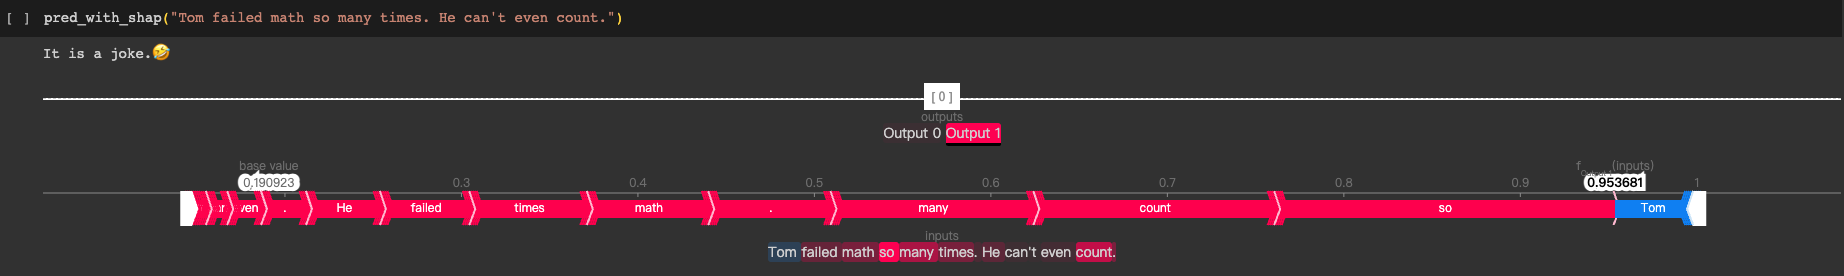 [ ] pred_with_shap("Tom failed math so many times. He can't even count.")
It is a joke.🤣
[0]
outputs
Output 0 Output 1
base value f (inputs)
0.190923 0.3 0.4 0.5 0.6 0.7 0.8 0.9 0.953681 1
ven . He failed times math . many count so Tom
inputs
Tom failed math so many times. He can't even count.